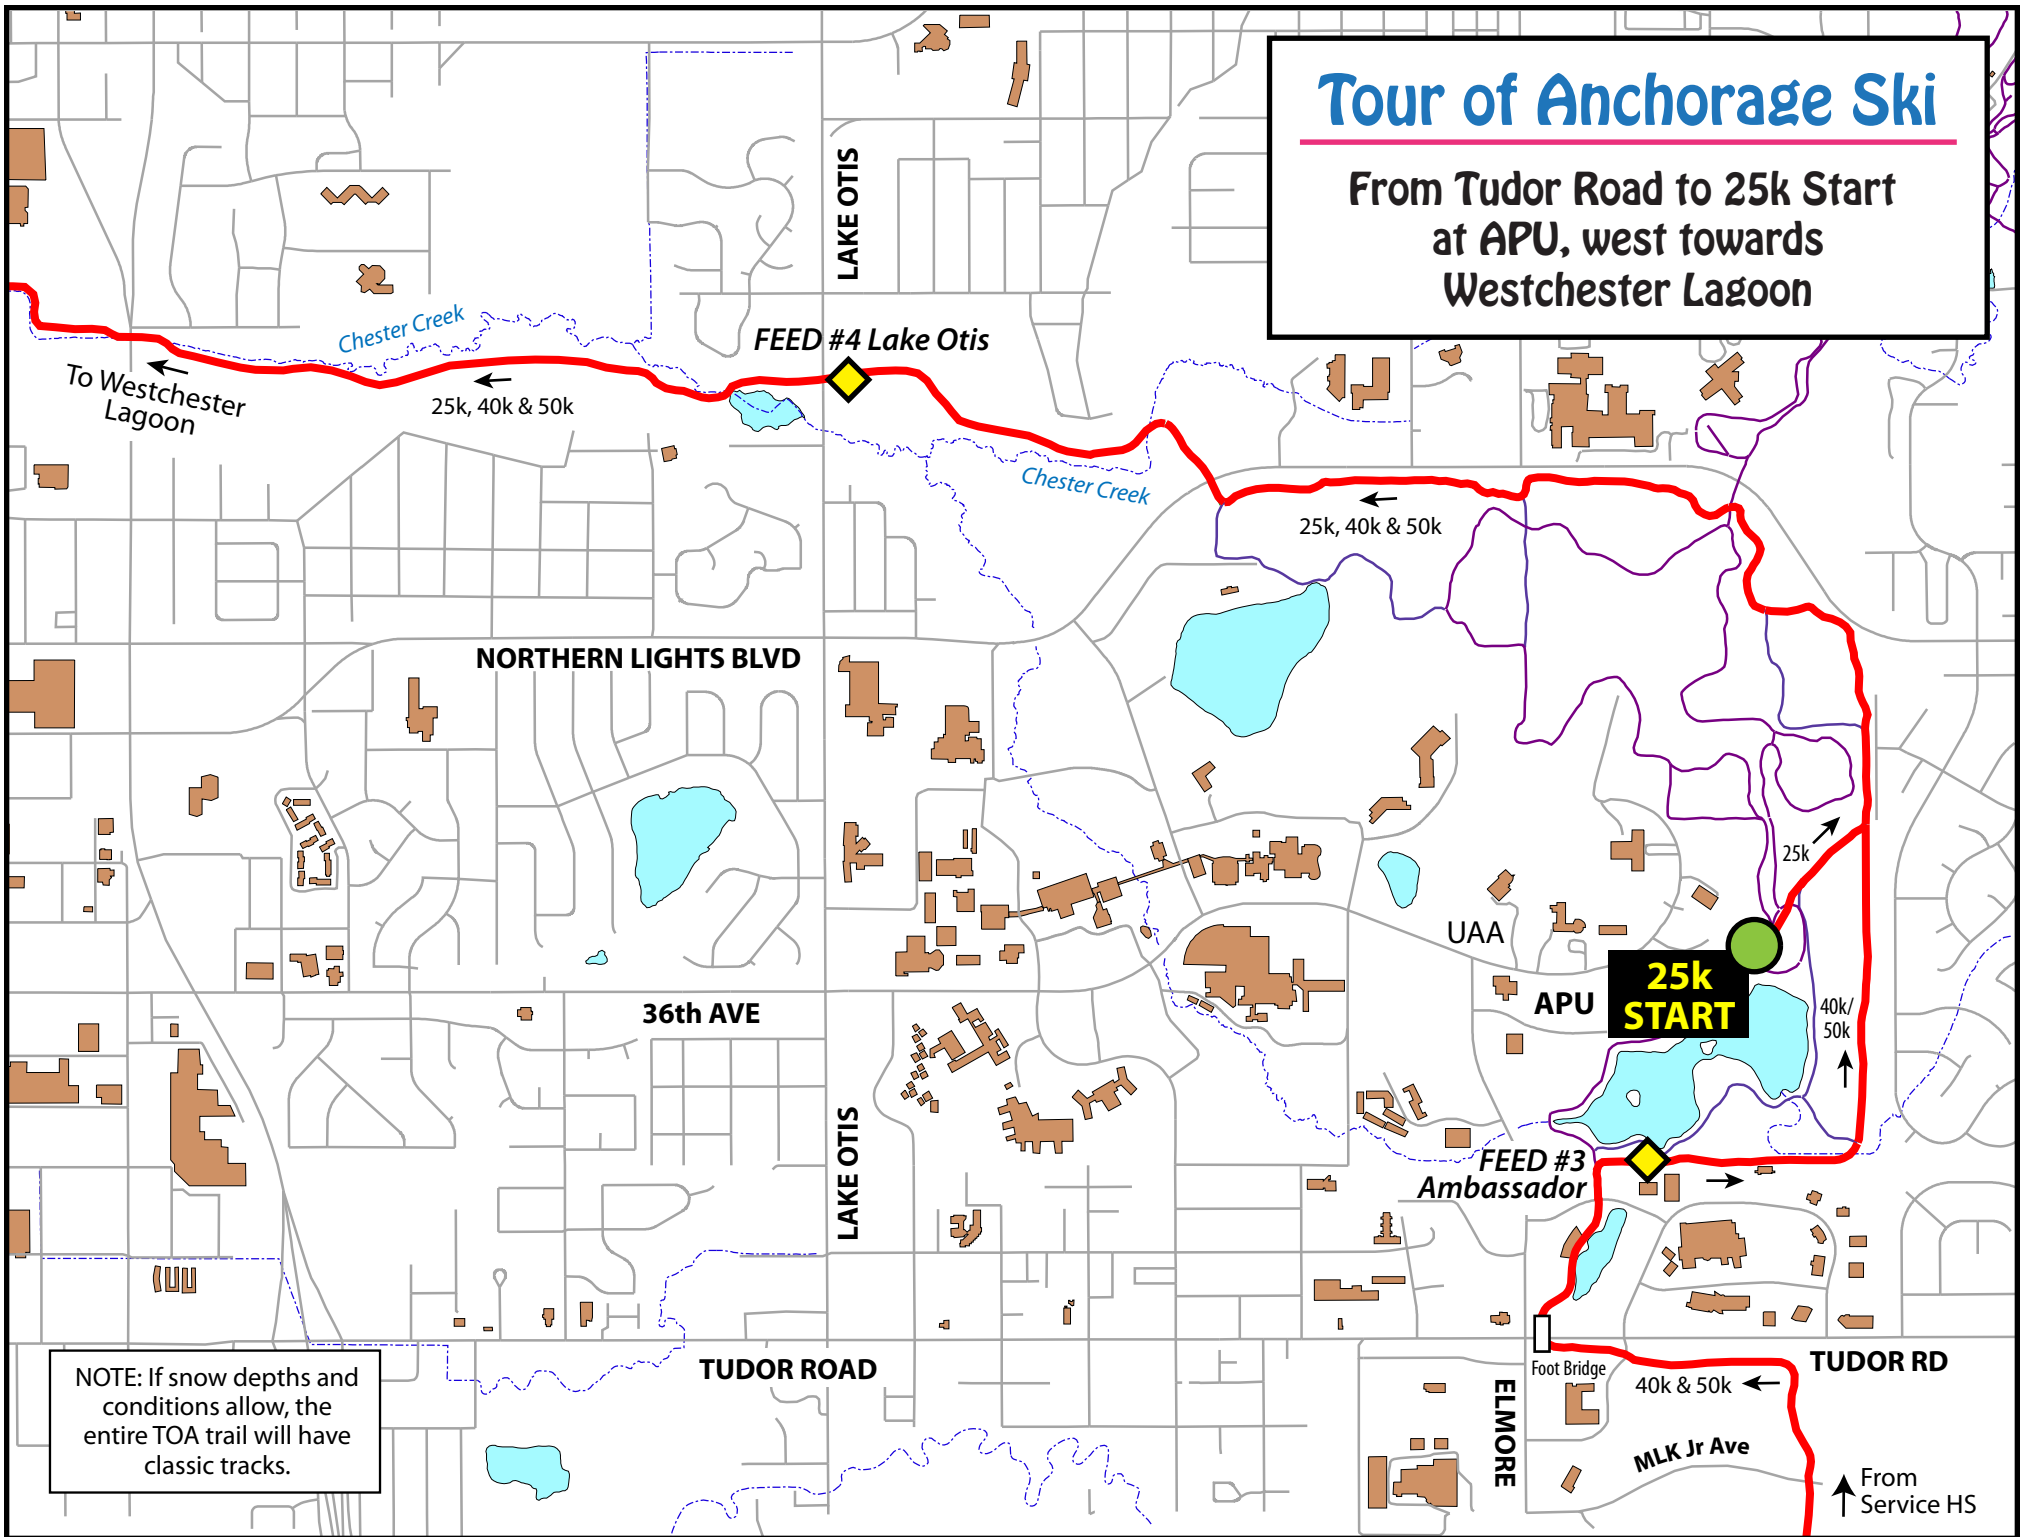 Tour of Anchorage Ski
From Tudor Road to 25k Start
at APU, west towards
Westchester Lagoon
LAKE OTIS
Chester Creek
FEED #4 Lake Otis
To Westchester
Lagoon
25k, 40k & 50k
Chester Creek
25k, 40k & 50k
NORTHERN LIGHTS BLVD
25k
UAA
25k
START
APU
36th AVE
40k/
50k
LAKE OTIS
FEED #3
Ambassador
TUDOR ROAD
Foot Bridge
TUDOR RD
40k & 50k
ELMORE
MLK Jr Ave
From
Service HS
NOTE: If snow depths and
conditions allow, the
entire TOA trail will have
classic tracks.